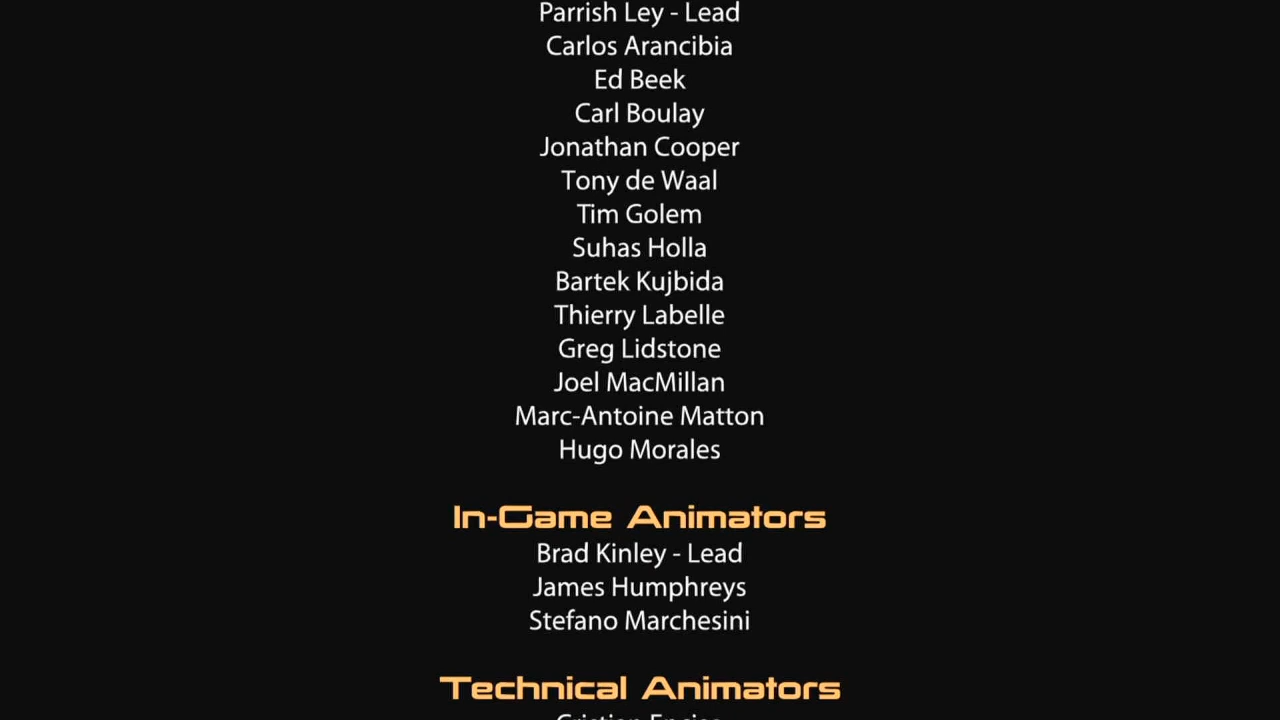 Parrish Ley - Lead
Carlos Arancibia
Ed Beek
Carl Boulay
Jonathan Cooper
Tony de Waal
Tim Golem
Suhas Holla
Bartek Kujbida
Thierry Labelle
Greg Lidstone
Joel MacMillan
Marc-Antoine Matton
Hugo Morales
In-Game Animators
Brad Kinley - Lead
James Humphreys
Stefano Marchesini
Technical Animators